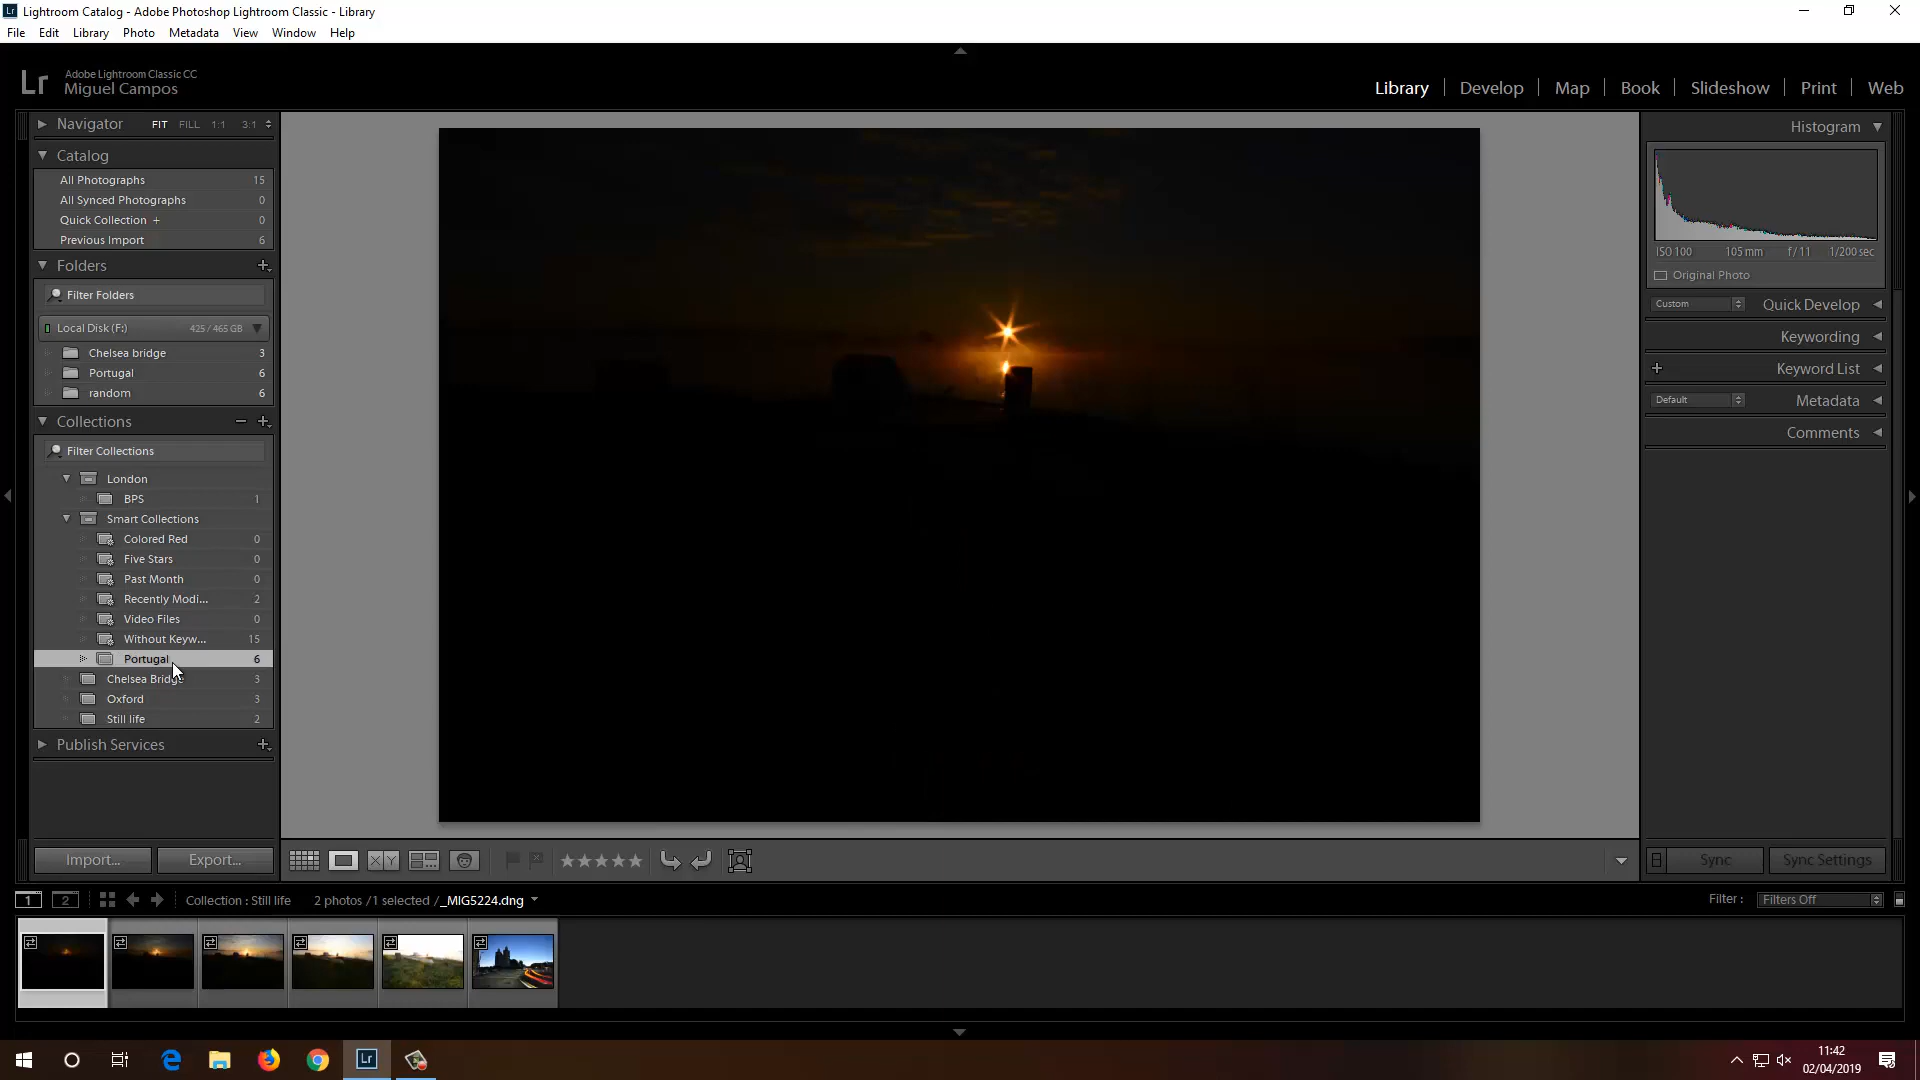 Lightroom Catalog - Adobe Photoshop Lightroom Classic - Library
File Edit Library Photo Metadata View Window Help
Lr Adobe Lightroom Classic CC
Miguel Campos
Library Develop Map Book Slideshow Print Web
Navigator FIT FILL 1:1 3:1
Catalog
All Photographs 15
All Synced Photographs 0
Quick Collection + 0
Previous Import 6
Folders
Filter Folders
Local Disk (F:) 425 / 465 GB
Chelsea bridge 3
Portugal 6
random 6
Collections
Filter Collections
London
BPS 1
Smart Collections
Colored Red 0
Five Stars 0
Past Month 0
Recently Modi... 2
Video Files 0
Without Keyw... 15
Portugal 6
Chelsea Bridge 3
Oxford 3
Still life 2
Publish Services
Import... Export...
Histogram
ISO 100 105 mm f / 11 1/200 sec
Original Photo
Custom Quick Develop
Keywording
Keyword List
Default Metadata
Comments
XY
Sync Sync Settings
1 2 Collection : Still life 2 photos / 1 selected / _MIG5224.dng
Filter : Filters Off
Lr
11:42
02/04/2019